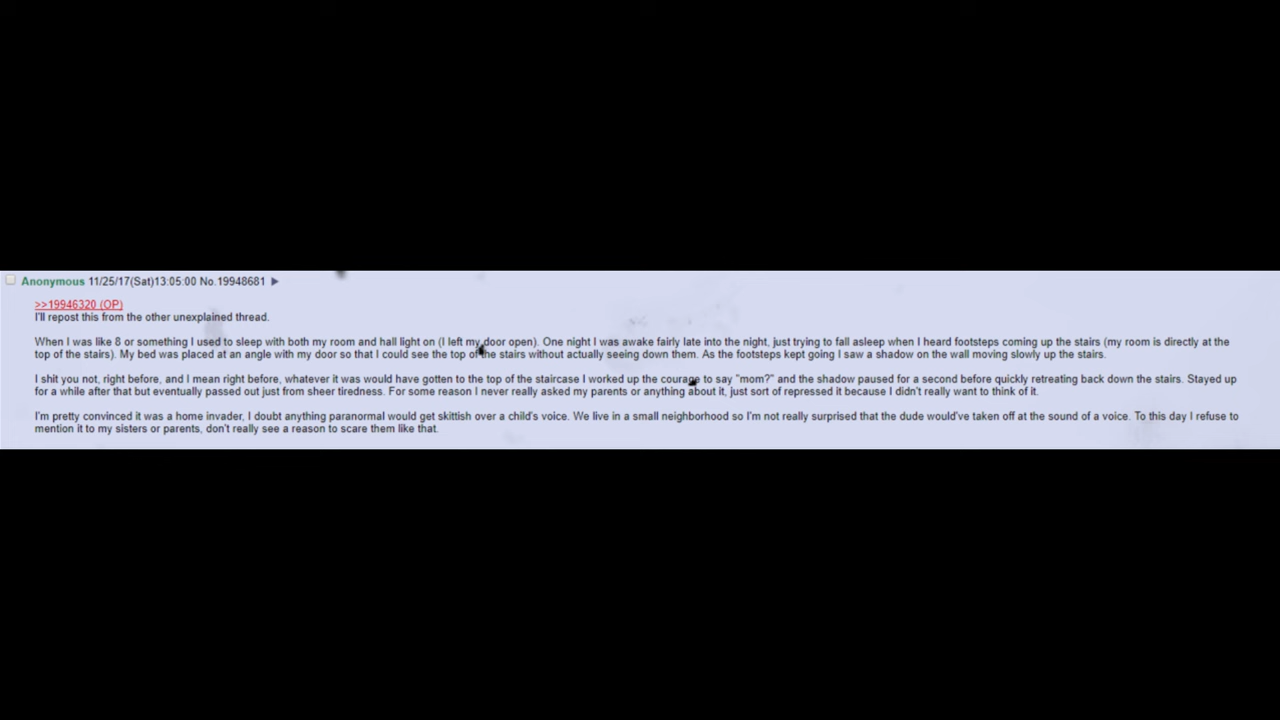 Anonymous 11/25/17(Sat)13:05:00 No.19948681
>>19946320 (OP)
I'll repost this from the other unexplained thread.
When I was like 8 or something I used to sleep with both my room and hall light on (I left my door open). One night I was awake fairly late into the night, just trying to fall asleep when I heard footsteps coming up the stairs (my room is directly at the
top of the stairs). My bed was placed at an angle with my door so that I could see the top of the stairs without actually seeing down them. As the footsteps kept going I saw a shadow on the wall moving slowly up the stairs.
I shit you not, right before, and I mean right before, whatever it was would have gotten to the top of the staircase I worked up the courage to say "mom?" and the shadow paused for a second before quickly retreating back down the stairs. Stayed up
for a while after that but eventually passed out just from sheer tiredness. For some reason I never really asked my parents or anything about it, just sort of repressed it because I didn't really want to think of it.
I'm pretty convinced it was a home invader, I doubt anything paranormal would get skittish over a child's voice. We live in a small neighborhood so I'm not really surprised that the dude would've taken off at the sound of a voice. To this day I refuse to
mention it to my sisters or parents, don't really see a reason to scare them like that.